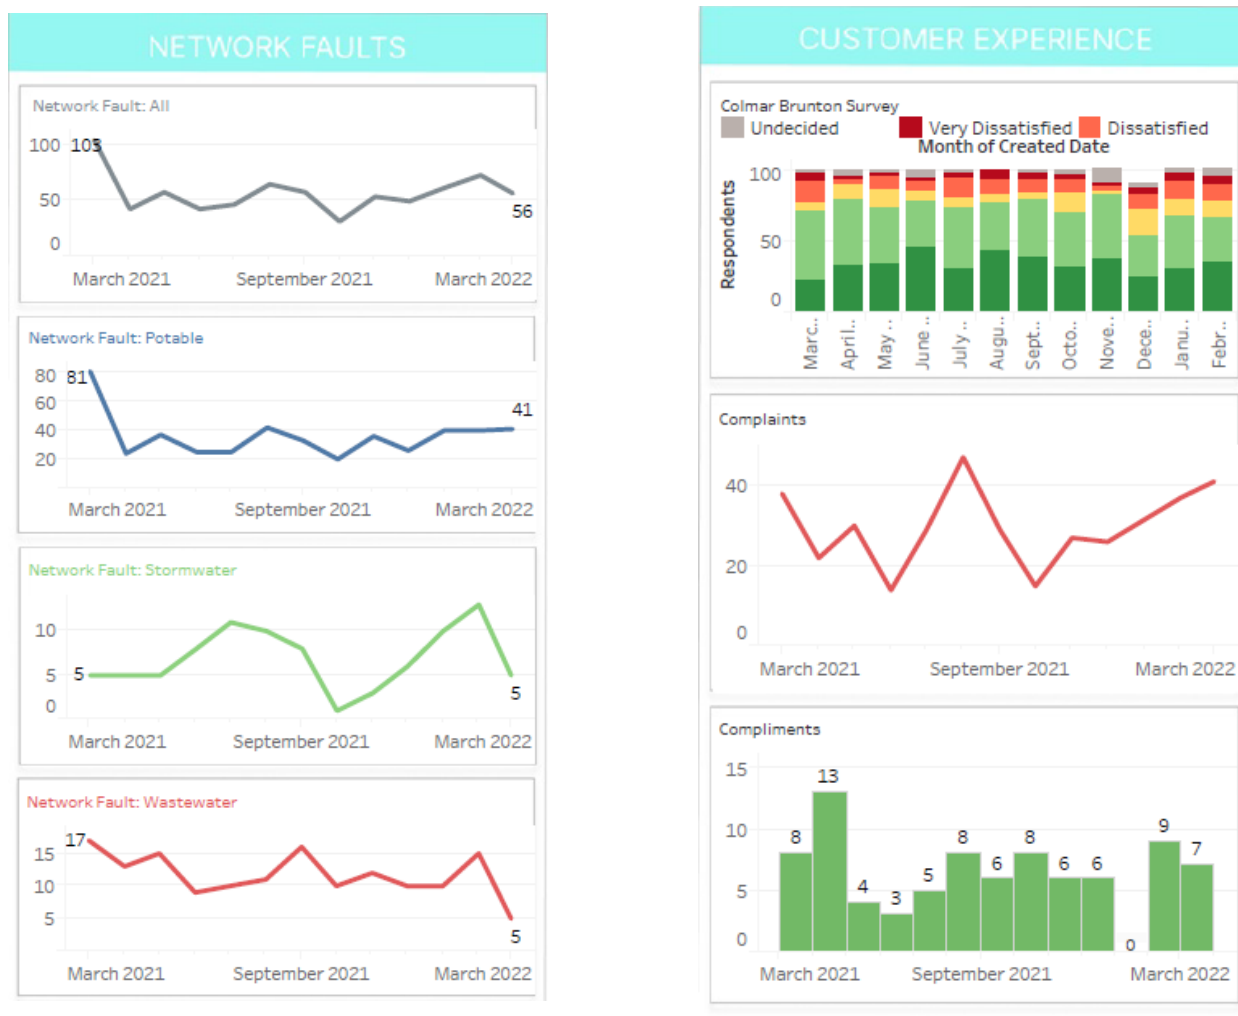 NETWORK FAULTS
Network Fault: All
100
103
50
56
0
March 2021 September 2021 March 2022
Network Fault: Potable
80 81
60
41
40
20
March 2021 September 2021 March 2022
Network Fault: Stormwater
10
5 5
5
0
March 2021 September 2021 March 2022
Network Fault: Wastewater
17
15
10
5
5
March 2021 September 2021 March 2022
CUSTOMER EXPERIENCE
Colmar Brunton Survey
Undecided Very Dissatisfied Dissatisfied
Month of Created Date
Respondents
100
50
0
Marc.. April.. May .. June .. July .. Augu.. Sept.. Octo.. Nove.. Dece.. Janu.. Febr..
Complaints
40
20
0
March 2021 September 2021 March 2022
Compliments
15
10
5
0
8 13 4 3 5 8 6 8 6 6 0 9 7
March 2021 September 2021 March 2022